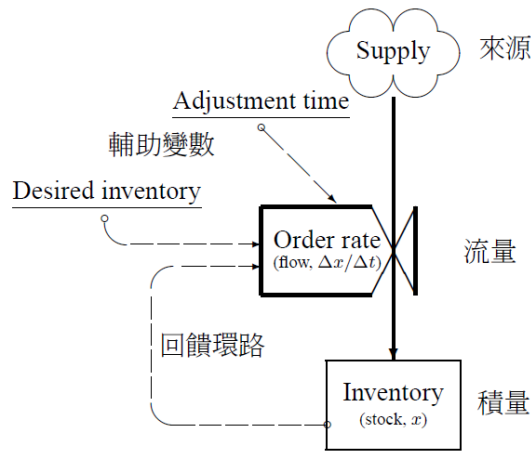 Supply
來源
Adjustment time
輔助變數
Desired inventory
Order rate
(flow, Δx/Δt)
流量
回饋環路
Inventory
(stock, x)
積量